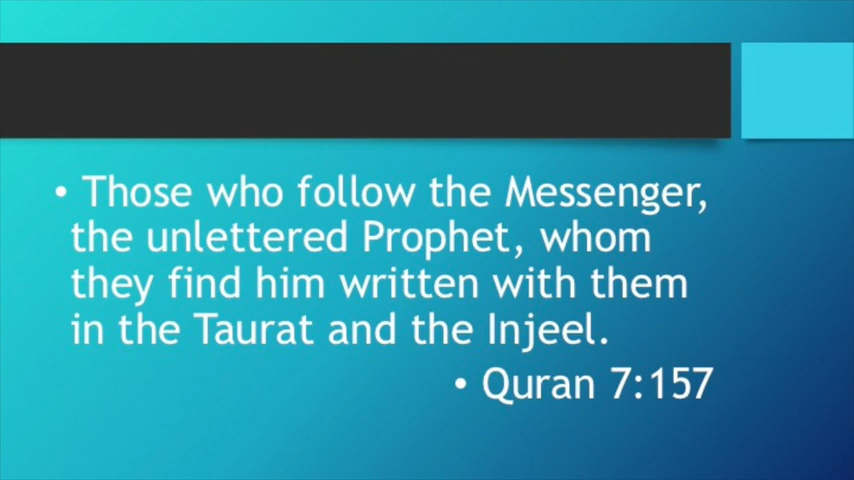 • Those who follow the Messenger,
the unlettered Prophet, whom
they find him written with them
in the Taurat and the Injeel.
• Quran 7:157